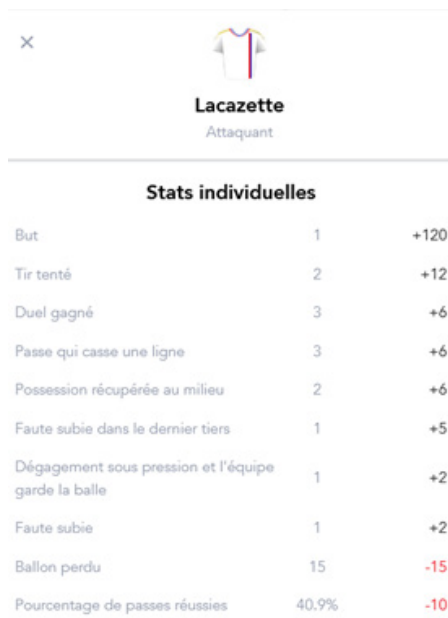 ×
Lacazette
Attaquant
Stats individuelles
But 1 +120
Tir tenté 2 +12
Duel gagné 3 +6
Passe qui casse une ligne 3 +6
Possession récupérée au milieu 2 +6
Faute subie dans le dernier tiers 1 +5
Dégagement sous pression et l'équipe
garde la balle 1 +2
Faute subie 1 +2
Ballon perdu 15 -15
Pourcentage de passes réussies 40.9% -10